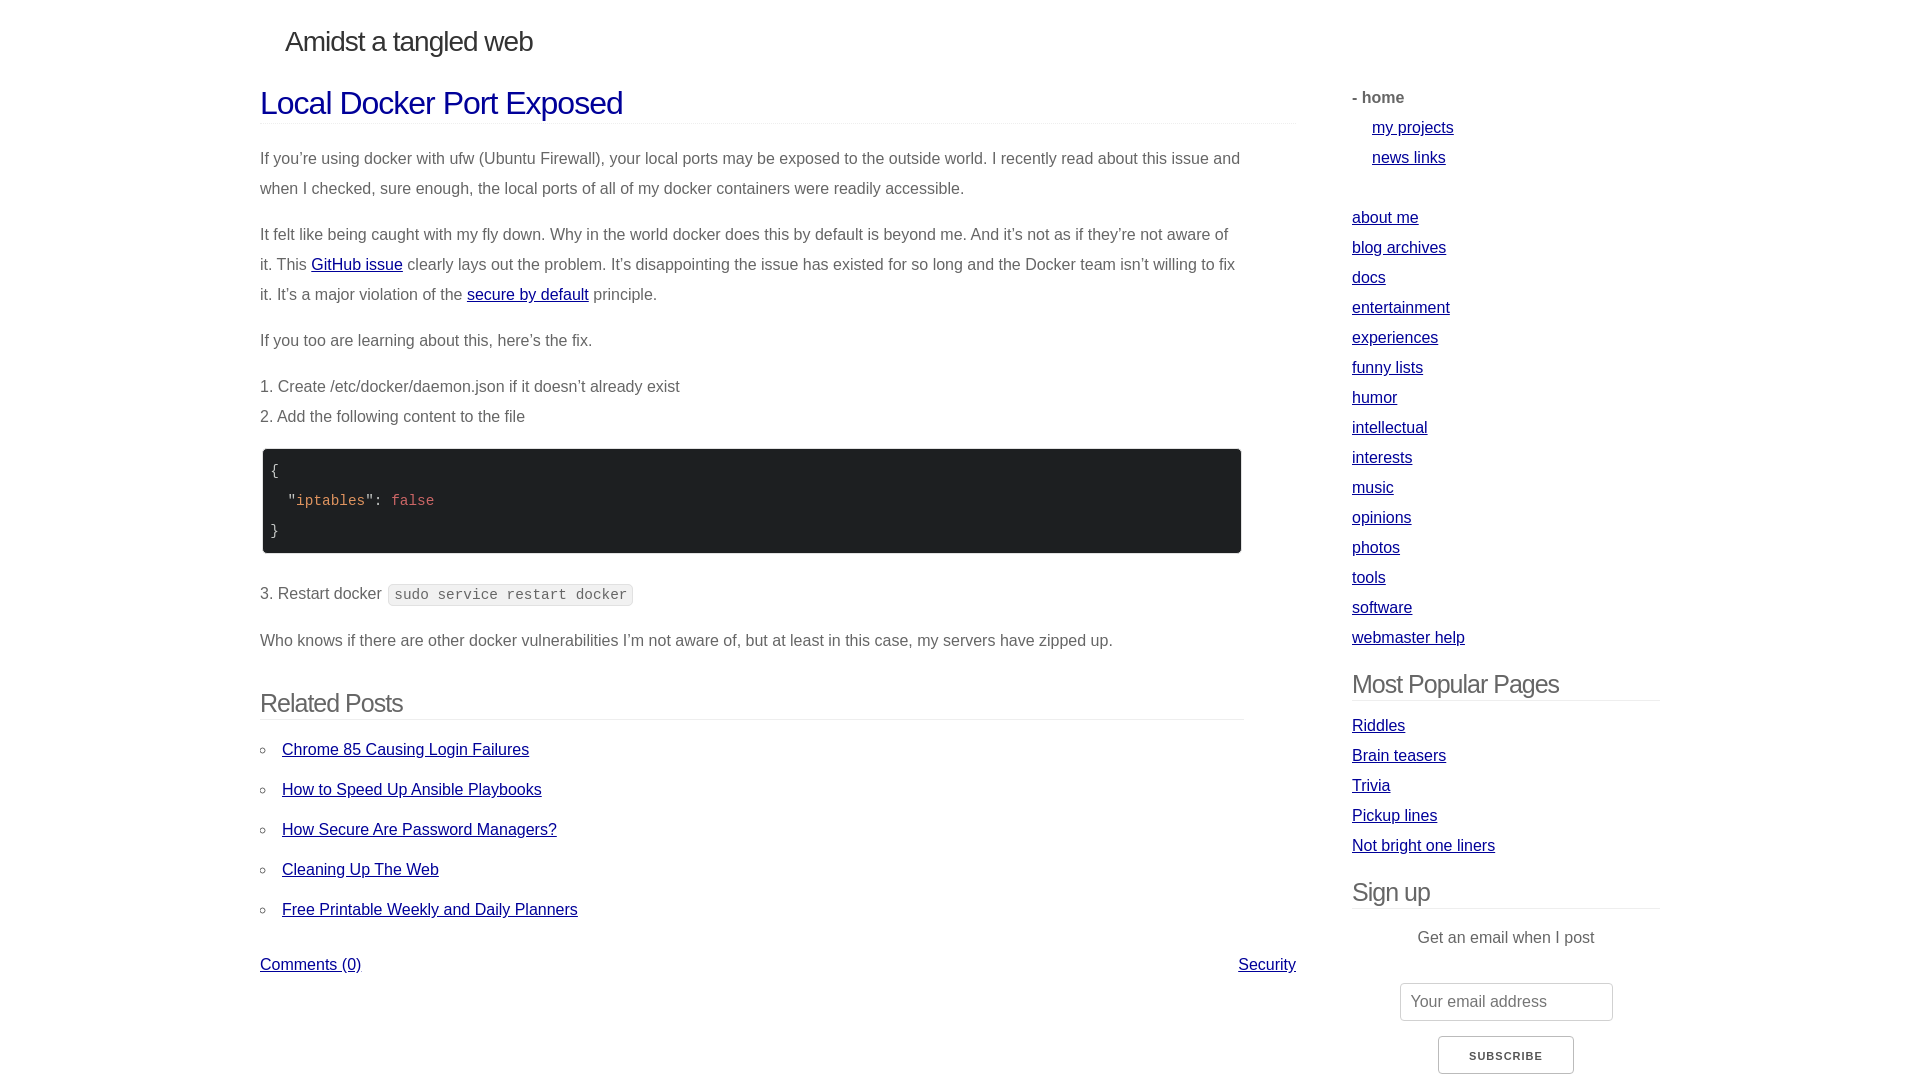 Amidst a tangled web
Local Docker Port Exposed
If you’re using docker with ufw (Ubuntu Firewall), your local ports may be exposed to the outside world. I recently read about this issue and
when I checked, sure enough, the local ports of all of my docker containers were readily accessible.
It felt like being caught with my fly down. Why in the world docker does this by default is beyond me. And it’s not as if they’re not aware of
it. This GitHub issue clearly lays out the problem. It’s disappointing the issue has existed for so long and the Docker team isn’t willing to fix
it. It’s a major violation of the secure by default principle.
If you too are learning about this, here’s the fix.
1. Create /etc/docker/daemon.json if it doesn’t already exist
2. Add the following content to the file
{
  "iptables": false
}
3. Restart docker sudo service restart docker
Who knows if there are other docker vulnerabilities I’m not aware of, but at least in this case, my servers have zipped up.
Related Posts
Chrome 85 Causing Login Failures
How to Speed Up Ansible Playbooks
How Secure Are Password Managers?
Cleaning Up The Web
Free Printable Weekly and Daily Planners
Comments (0)
Security
- home
my projects
news links
about me
blog archives
docs
entertainment
experiences
funny lists
humor
intellectual
interests
music
opinions
photos
tools
software
webmaster help
Most Popular Pages
Riddles
Brain teasers
Trivia
Pickup lines
Not bright one liners
Sign up
Get an email when I post
Your email address
SUBSCRIBE